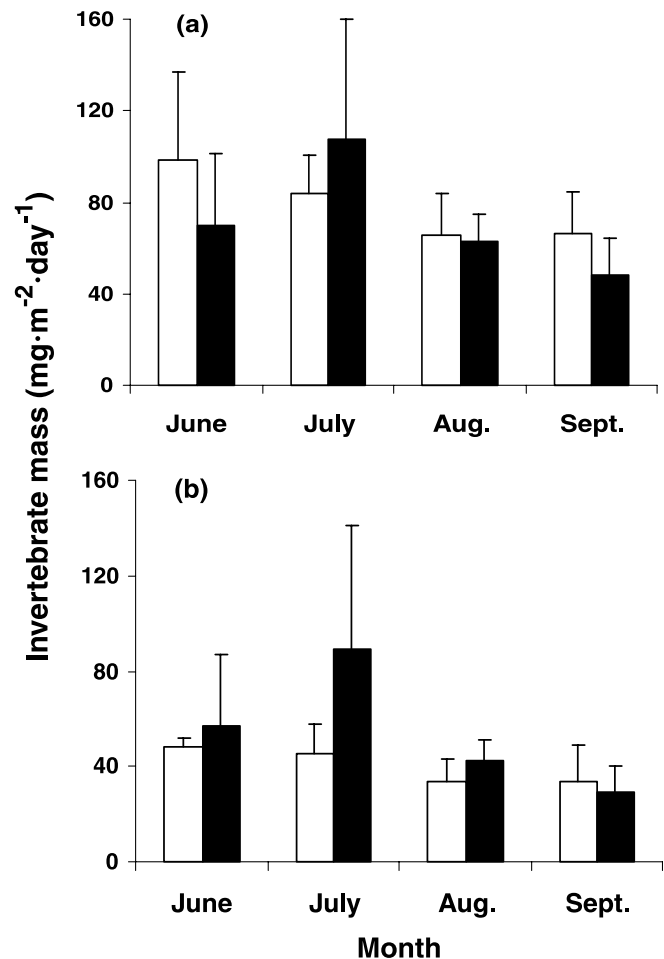 Invertebrate mass (mg·m⁻²·day⁻¹)
(a)
160
120
80
40
0
June July Aug. Sept.
(b)
160
120
80
40
0
June July Aug. Sept.
Month